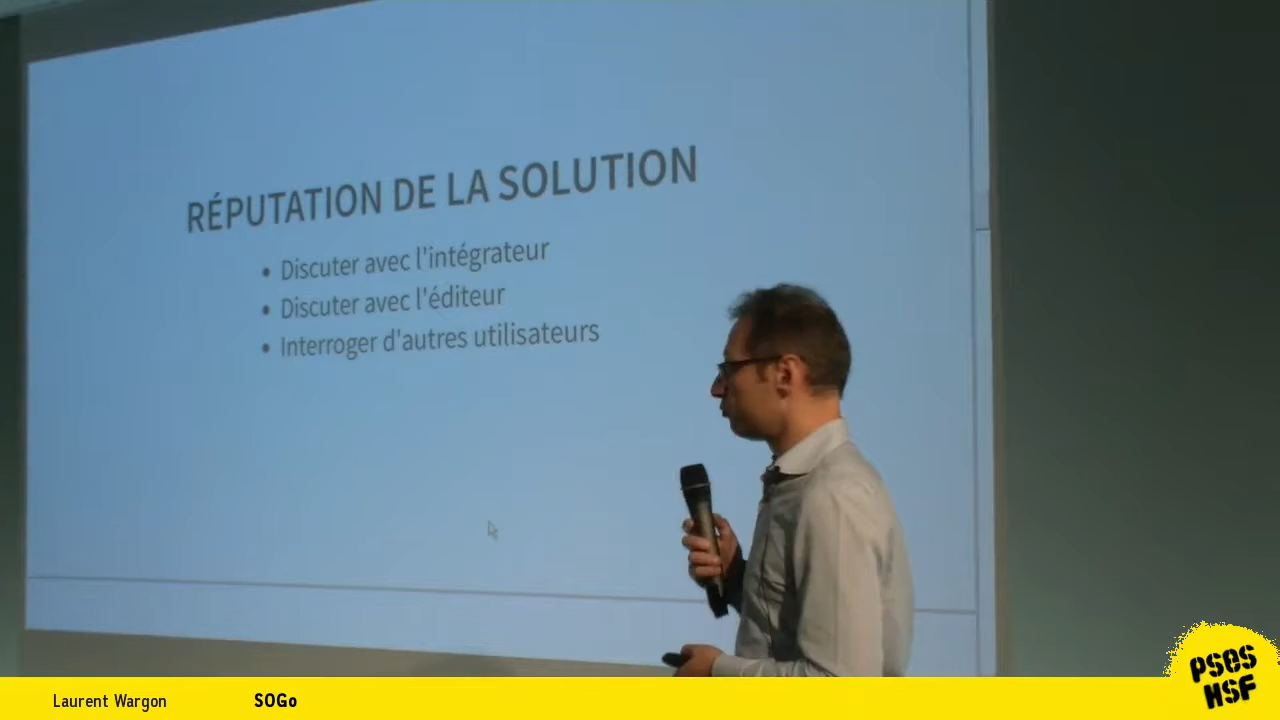 RÉPUTATION DE LA SOLUTION
• Discuter avec l'intégrateur
• Discuter avec l'éditeur
• Interroger d'autres utilisateurs
Laurent Wargon SOGo
PSES
HSF